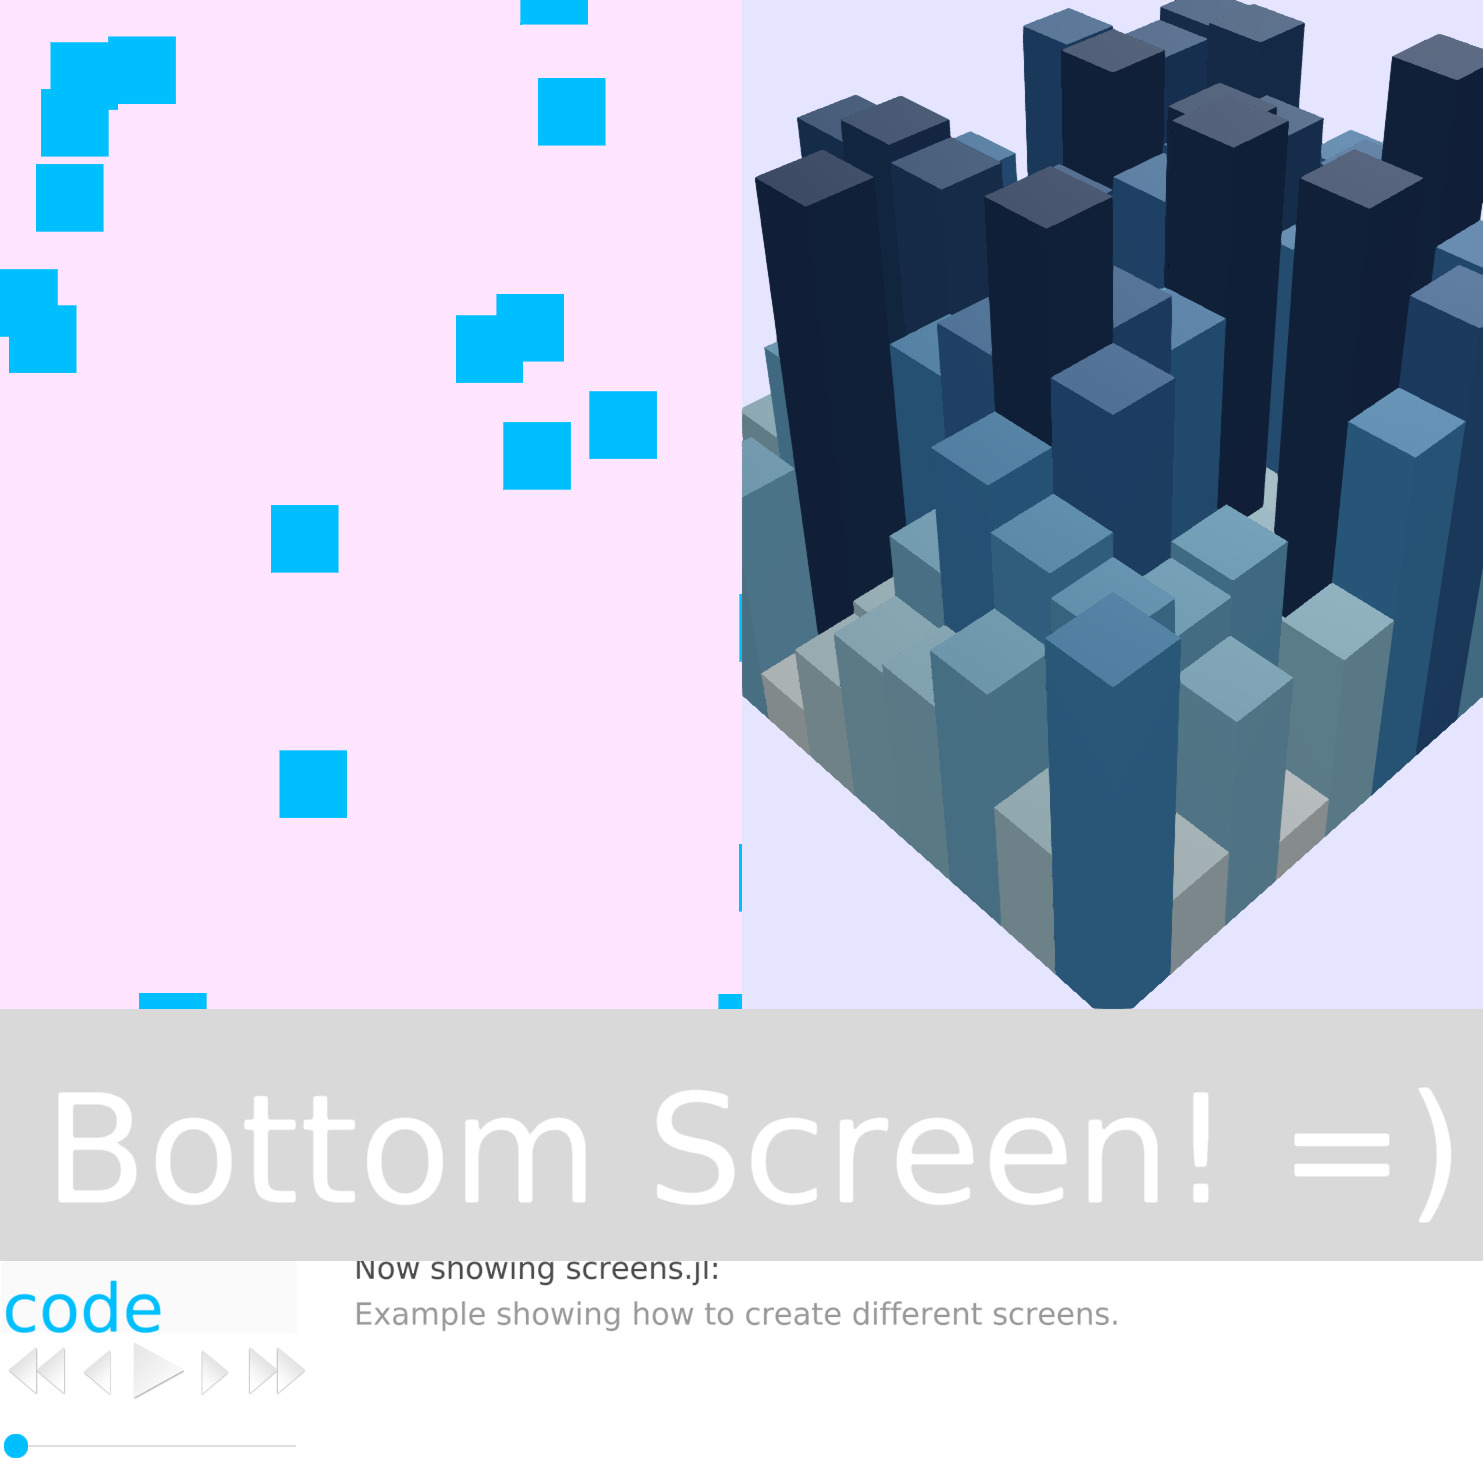 Bottom Screen! =)
Now showing screens.jl:
code
Example showing how to create different screens.